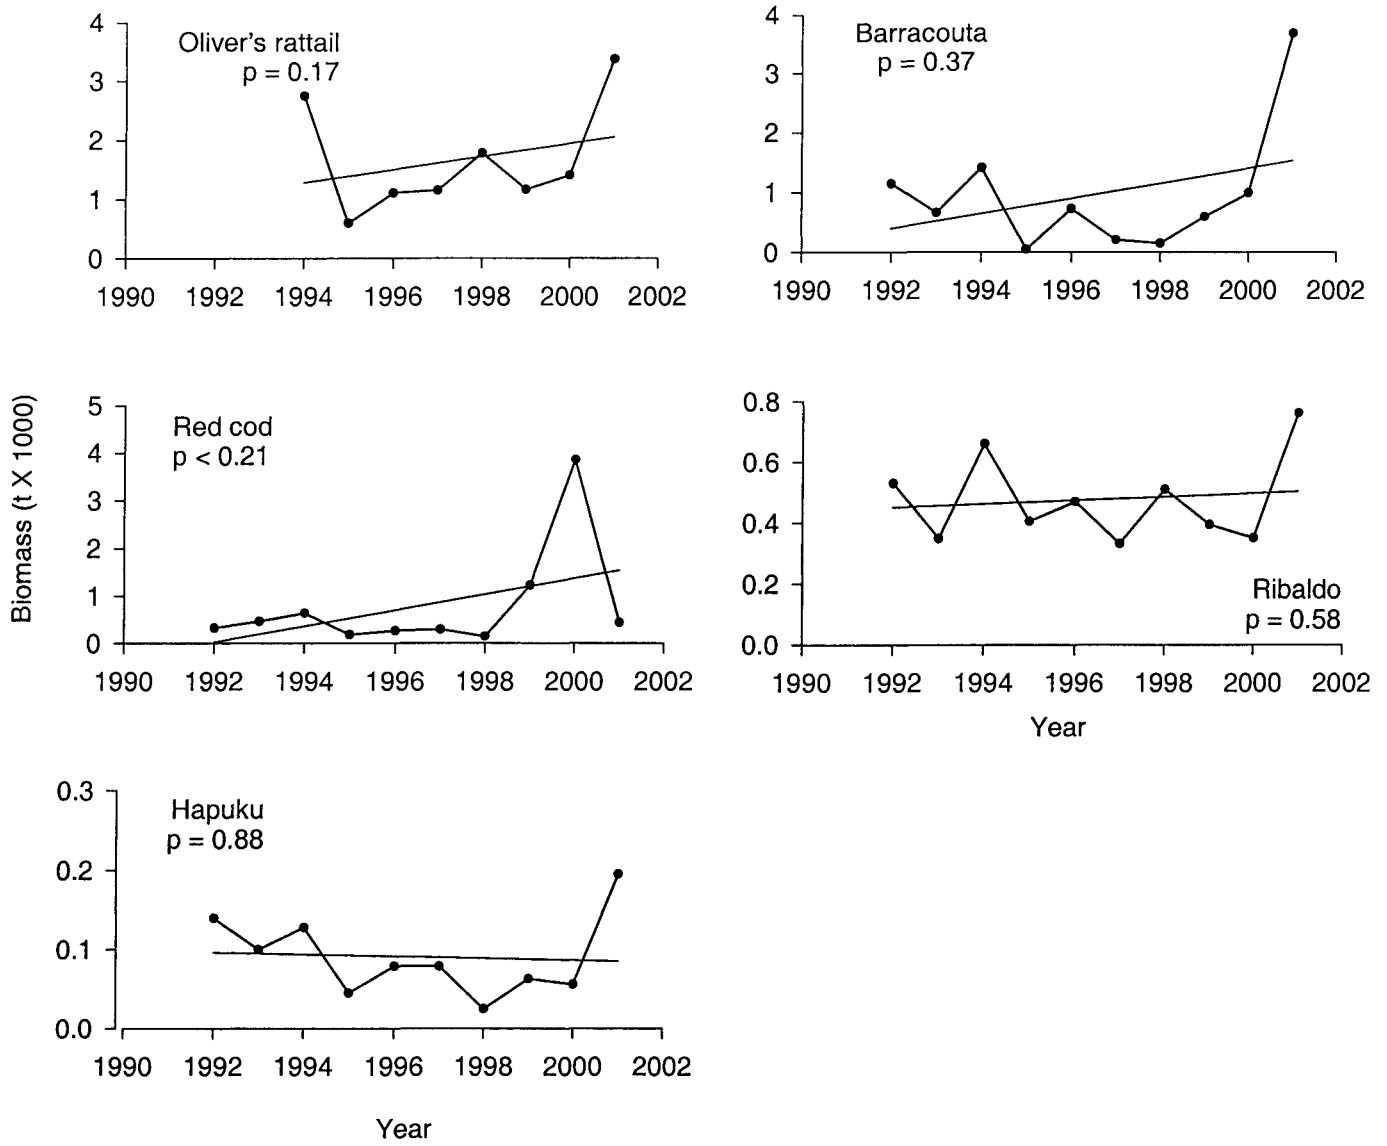 4
Oliver's rattail
p = 0.17
3
2
1
0
1990 1992 1994 1996 1998 2000 2002
4
Barracouta
p = 0.37
3
2
1
0
1990 1992 1994 1996 1998 2000 2002
Biomass (t X 1000)
5
Red cod
p < 0.21
4
3
2
1
0
1990 1992 1994 1996 1998 2000 2002
0.8
0.6
0.4
0.2
Ribaldo
p = 0.58
0.0
1990 1992 1994 1996 1998 2000 2002
Year
0.3
Hapuku
p = 0.88
0.2
0.1
0.0
1990 1992 1994 1996 1998 2000 2002
Year